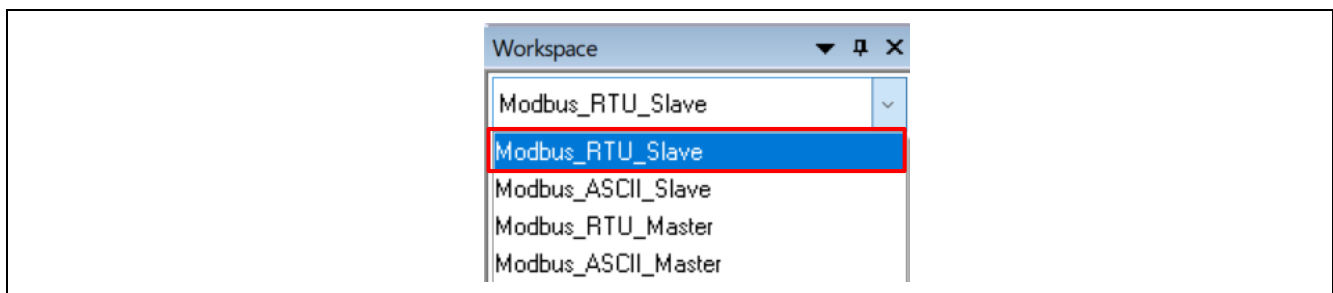 Workspace
Modbus_RTU_Slave
Modbus_RTU_Slave
Modbus_ASCII_Slave
Modbus_RTU_Master
Modbus_ASCII_Master